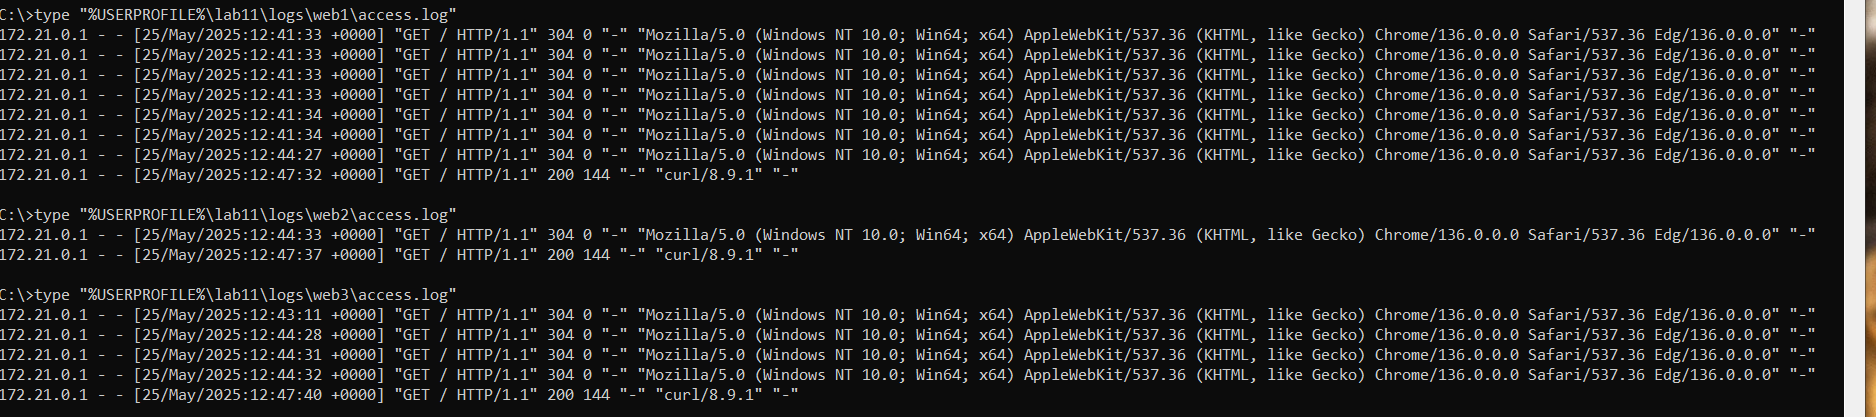 C:\>type "%USERPROFILE%\lab11\logs\web1\access.log"
172.21.0.1 - - [25/May/2025:12:41:33 +0000] "GET / HTTP/1.1" 304 0 "-" "Mozilla/5.0 (Windows NT 10.0; Win64; x64) AppleWebKit/537.36 (KHTML, like Gecko) Chrome/136.0.0.0 Safari/537.36 Edg/136.0.0.0" "-"
172.21.0.1 - - [25/May/2025:12:41:33 +0000] "GET / HTTP/1.1" 304 0 "-" "Mozilla/5.0 (Windows NT 10.0; Win64; x64) AppleWebKit/537.36 (KHTML, like Gecko) Chrome/136.0.0.0 Safari/537.36 Edg/136.0.0.0" "-"
172.21.0.1 - - [25/May/2025:12:41:33 +0000] "GET / HTTP/1.1" 304 0 "-" "Mozilla/5.0 (Windows NT 10.0; Win64; x64) AppleWebKit/537.36 (KHTML, like Gecko) Chrome/136.0.0.0 Safari/537.36 Edg/136.0.0.0" "-"
172.21.0.1 - - [25/May/2025:12:41:33 +0000] "GET / HTTP/1.1" 304 0 "-" "Mozilla/5.0 (Windows NT 10.0; Win64; x64) AppleWebKit/537.36 (KHTML, like Gecko) Chrome/136.0.0.0 Safari/537.36 Edg/136.0.0.0" "-"
172.21.0.1 - - [25/May/2025:12:41:34 +0000] "GET / HTTP/1.1" 304 0 "-" "Mozilla/5.0 (Windows NT 10.0; Win64; x64) AppleWebKit/537.36 (KHTML, like Gecko) Chrome/136.0.0.0 Safari/537.36 Edg/136.0.0.0" "-"
172.21.0.1 - - [25/May/2025:12:41:34 +0000] "GET / HTTP/1.1" 304 0 "-" "Mozilla/5.0 (Windows NT 10.0; Win64; x64) AppleWebKit/537.36 (KHTML, like Gecko) Chrome/136.0.0.0 Safari/537.36 Edg/136.0.0.0" "-"
172.21.0.1 - - [25/May/2025:12:44:27 +0000] "GET / HTTP/1.1" 304 0 "-" "Mozilla/5.0 (Windows NT 10.0; Win64; x64) AppleWebKit/537.36 (KHTML, like Gecko) Chrome/136.0.0.0 Safari/537.36 Edg/136.0.0.0" "-"
172.21.0.1 - - [25/May/2025:12:47:32 +0000] "GET / HTTP/1.1" 200 144 "-" "curl/8.9.1" "-"
C:\>type "%USERPROFILE%\lab11\logs\web2\access.log"
172.21.0.1 - - [25/May/2025:12:44:33 +0000] "GET / HTTP/1.1" 304 0 "-" "Mozilla/5.0 (Windows NT 10.0; Win64; x64) AppleWebKit/537.36 (KHTML, like Gecko) Chrome/136.0.0.0 Safari/537.36 Edg/136.0.0.0" "-"
172.21.0.1 - - [25/May/2025:12:47:37 +0000] "GET / HTTP/1.1" 200 144 "-" "curl/8.9.1" "-"
C:\>type "%USERPROFILE%\lab11\logs\web3\access.log"
172.21.0.1 - - [25/May/2025:12:43:11 +0000] "GET / HTTP/1.1" 304 0 "-" "Mozilla/5.0 (Windows NT 10.0; Win64; x64) AppleWebKit/537.36 (KHTML, like Gecko) Chrome/136.0.0.0 Safari/537.36 Edg/136.0.0.0" "-"
172.21.0.1 - - [25/May/2025:12:44:28 +0000] "GET / HTTP/1.1" 304 0 "-" "Mozilla/5.0 (Windows NT 10.0; Win64; x64) AppleWebKit/537.36 (KHTML, like Gecko) Chrome/136.0.0.0 Safari/537.36 Edg/136.0.0.0" "-"
172.21.0.1 - - [25/May/2025:12:44:31 +0000] "GET / HTTP/1.1" 304 0 "-" "Mozilla/5.0 (Windows NT 10.0; Win64; x64) AppleWebKit/537.36 (KHTML, like Gecko) Chrome/136.0.0.0 Safari/537.36 Edg/136.0.0.0" "-"
172.21.0.1 - - [25/May/2025:12:44:32 +0000] "GET / HTTP/1.1" 304 0 "-" "Mozilla/5.0 (Windows NT 10.0; Win64; x64) AppleWebKit/537.36 (KHTML, like Gecko) Chrome/136.0.0.0 Safari/537.36 Edg/136.0.0.0" "-"
172.21.0.1 - - [25/May/2025:12:47:40 +0000] "GET / HTTP/1.1" 200 144 "-" "curl/8.9.1" "-"